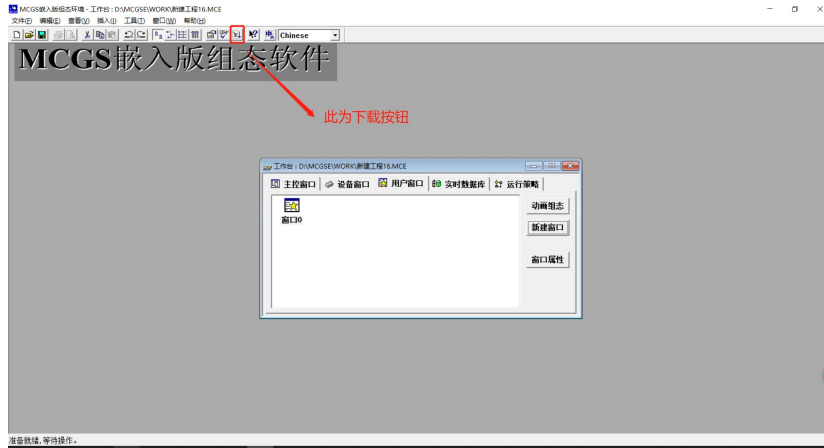 MCGS嵌入版组态环境 - 工作台 : D:\MCGSE\WORK\新建工程16.MCE
文件(F) 编辑(E) 查看(V) 插入(I) 工具(T) 窗口(W) 帮助(H)
Chinese
MCGS嵌入版组态软件
此为下载按钮
工作台 : D:\MCGSE\WORK\新建工程16.MCE
主控窗口 设备窗口 用户窗口 实时数据库 运行策略
窗口0
动画组态
新建窗口
窗口属性
准备就绪,等待操作。